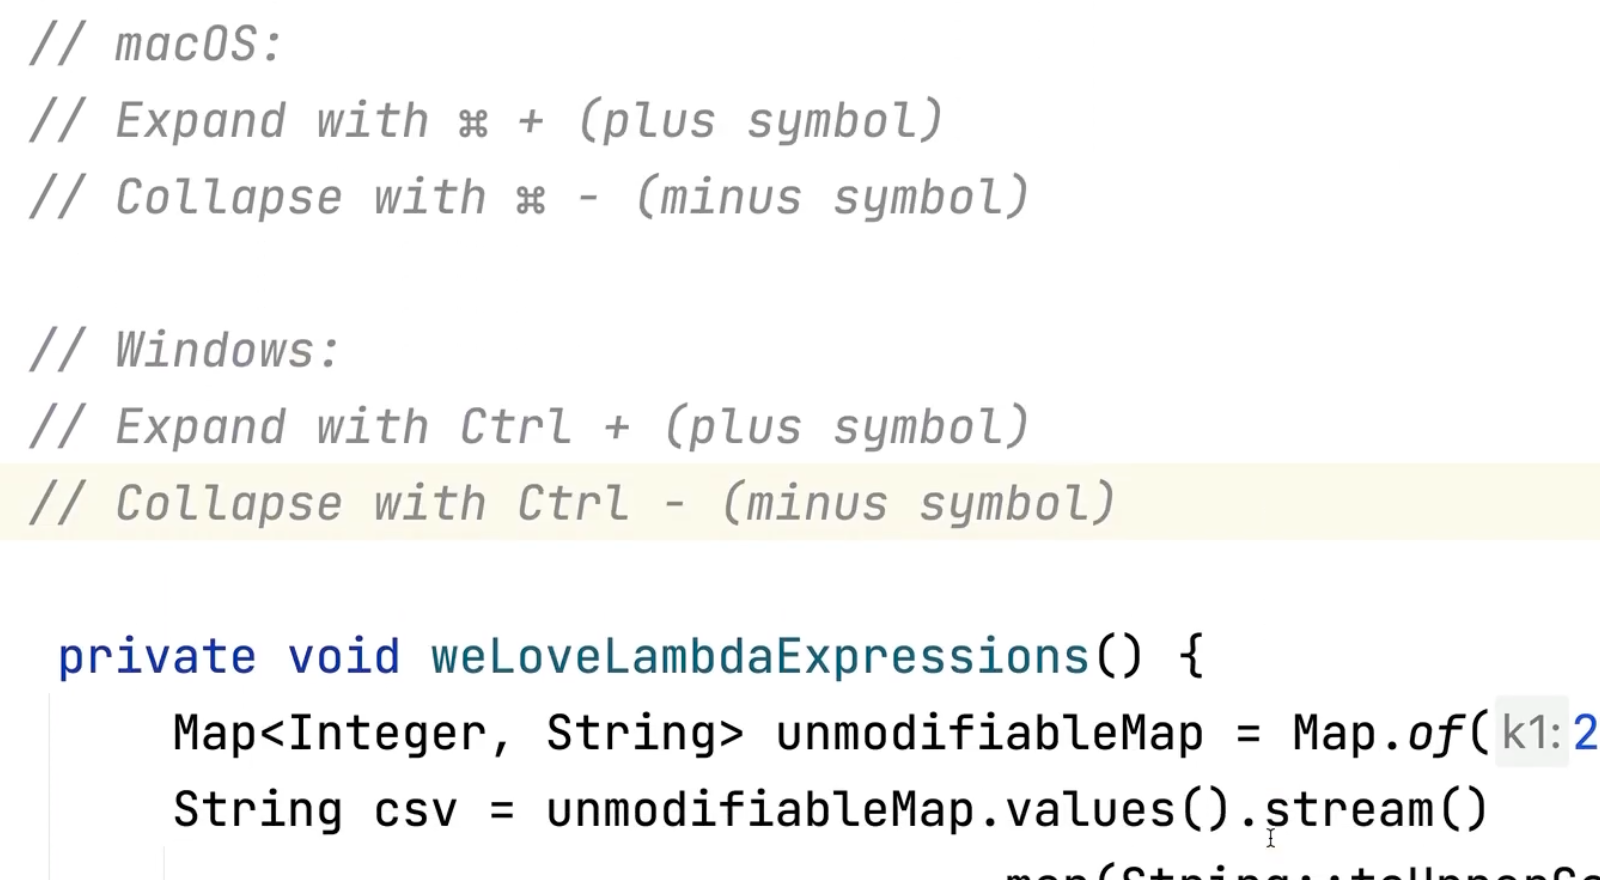 // macOS:
// Expand with ⌘ + (plus symbol)
// Collapse with ⌘ - (minus symbol)
// Windows:
// Expand with Ctrl + (plus symbol)
// Collapse with Ctrl - (minus symbol)
private void weLoveLambdaExpressions() {
Map<Integer, String> unmodifiableMap = Map.of( k1: 2
String csv = unmodifiableMap.values().stream()